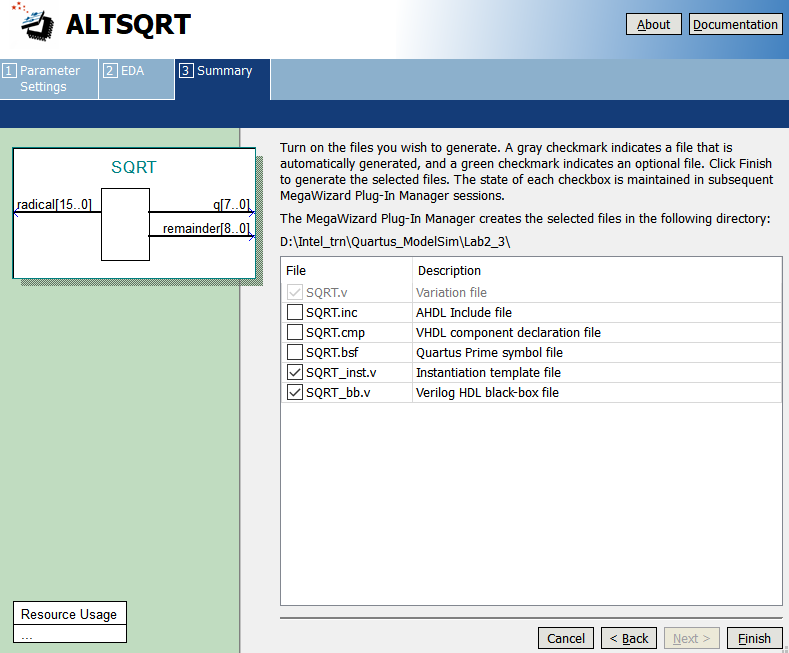 ALTSQRT
About
Documentation
1 Parameter Settings
2 EDA
3 Summary
SQRT
radical[15..0]
q[7..0]
remainder[8..0]
Resource Usage
...
Turn on the files you wish to generate. A gray checkmark indicates a file that is
automatically generated, and a green checkmark indicates an optional file. Click Finish
to generate the selected files. The state of each checkbox is maintained in subsequent
MegaWizard Plug-In Manager sessions.
The MegaWizard Plug-In Manager creates the selected files in the following directory:
D:\Intel_trn\Quartus_ModelSim\Lab2_3\
File Description
SQRT.v Variation file
SQRT.inc AHDL Include file
SQRT.cmp VHDL component declaration file
SQRT.bsf Quartus Prime symbol file
SQRT_inst.v Instantiation template file
SQRT_bb.v Verilog HDL black-box file
Cancel
< Back
Next >
Finish